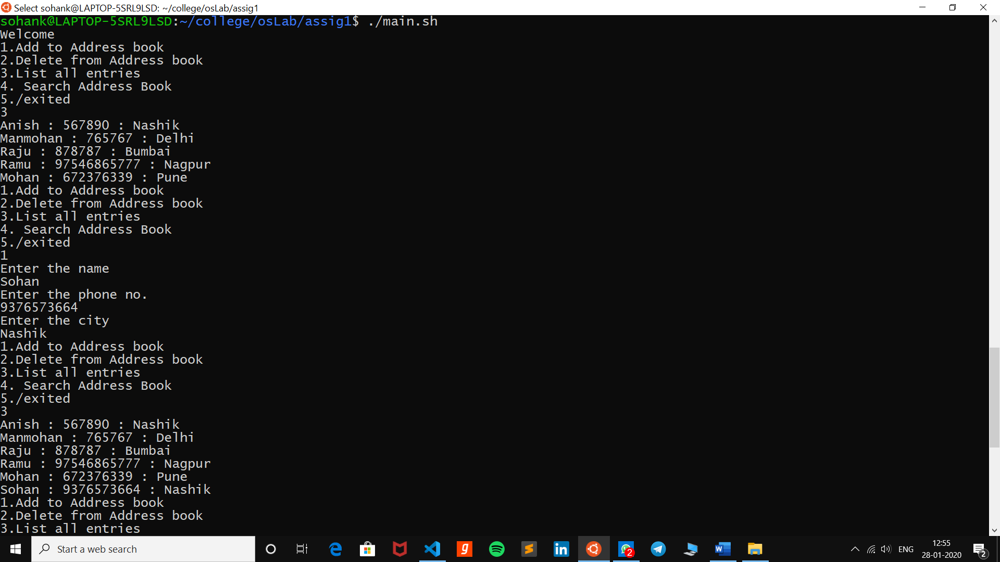 Select sohank@LAPTOP-5SRL9LSD: ~/college/osLab/assig1
sohank@LAPTOP-5SRL9LSD:~/college/osLab/assig1$ ./main.sh
Welcome
1.Add to Address book
2.Delete from Address book
3.List all entries
4. Search Address Book
5./exited
3
Anish : 567890 : Nashik
Manmohan : 765767 : Delhi
Raju : 878787 : Bumbai
Ramu : 97546865777 : Nagpur
Mohan : 672376339 : Pune
1.Add to Address book
2.Delete from Address book
3.List all entries
4. Search Address Book
5./exited
1
Enter the name
Sohan
Enter the phone no.
9376573664
Enter the city
Nashik
1.Add to Address book
2.Delete from Address book
3.List all entries
4. Search Address Book
5./exited
3
Anish : 567890 : Nashik
Manmohan : 765767 : Delhi
Raju : 878787 : Bumbai
Ramu : 97546865777 : Nagpur
Mohan : 672376339 : Pune
Sohan : 9376573664 : Nashik
1.Add to Address book
2.Delete from Address book
3.List all entries
Start a web search
g
in
2
W
ENG
12:55
28-01-2020
2